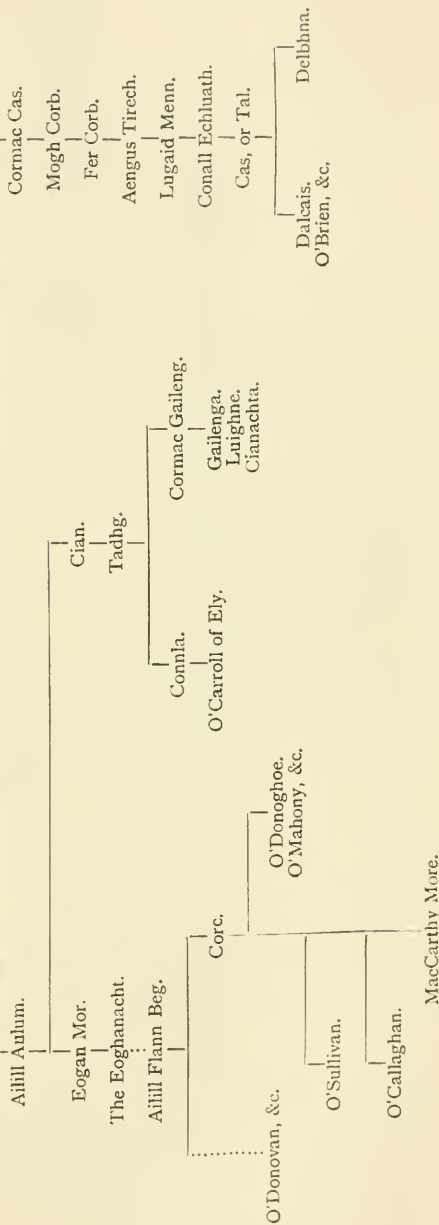 Ailill Aulum.
Eogan Mor.
The Eoghanacht.
Ailill Flann Beg.
O'Donovan, &c.
Corc.
O'Donoghoe.
O'Mahony, &c.
O'Sullivan.
O'Callaghan.
MacCarthy More.
Cian.
Tadhg.
Connla.
O'Carroll of Ely.
Cormac Gaileng.
Gailenga.
Luighne.
Cianachta.
Cormac Cas.
Mogh Corb.
Fer Corb.
Aengus Tirech.
Lugaid Menn.
Conall Echluath.
Cas, or Tal.
Dalcais.
O'Brien, &c.
Delbhna.